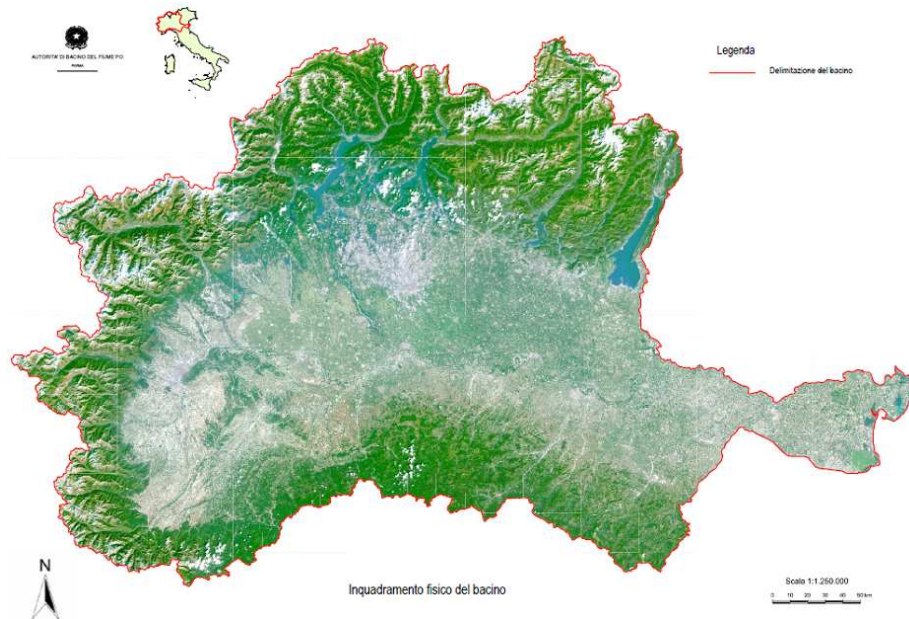 AUTORITA' DI BACINO DEL FIUME PO
PARMA
Legenda
Delimitazione del bacino
N
Inquadramento fisico del bacino
Scala 1:1.250.000
0 10 20 30 40 50 km